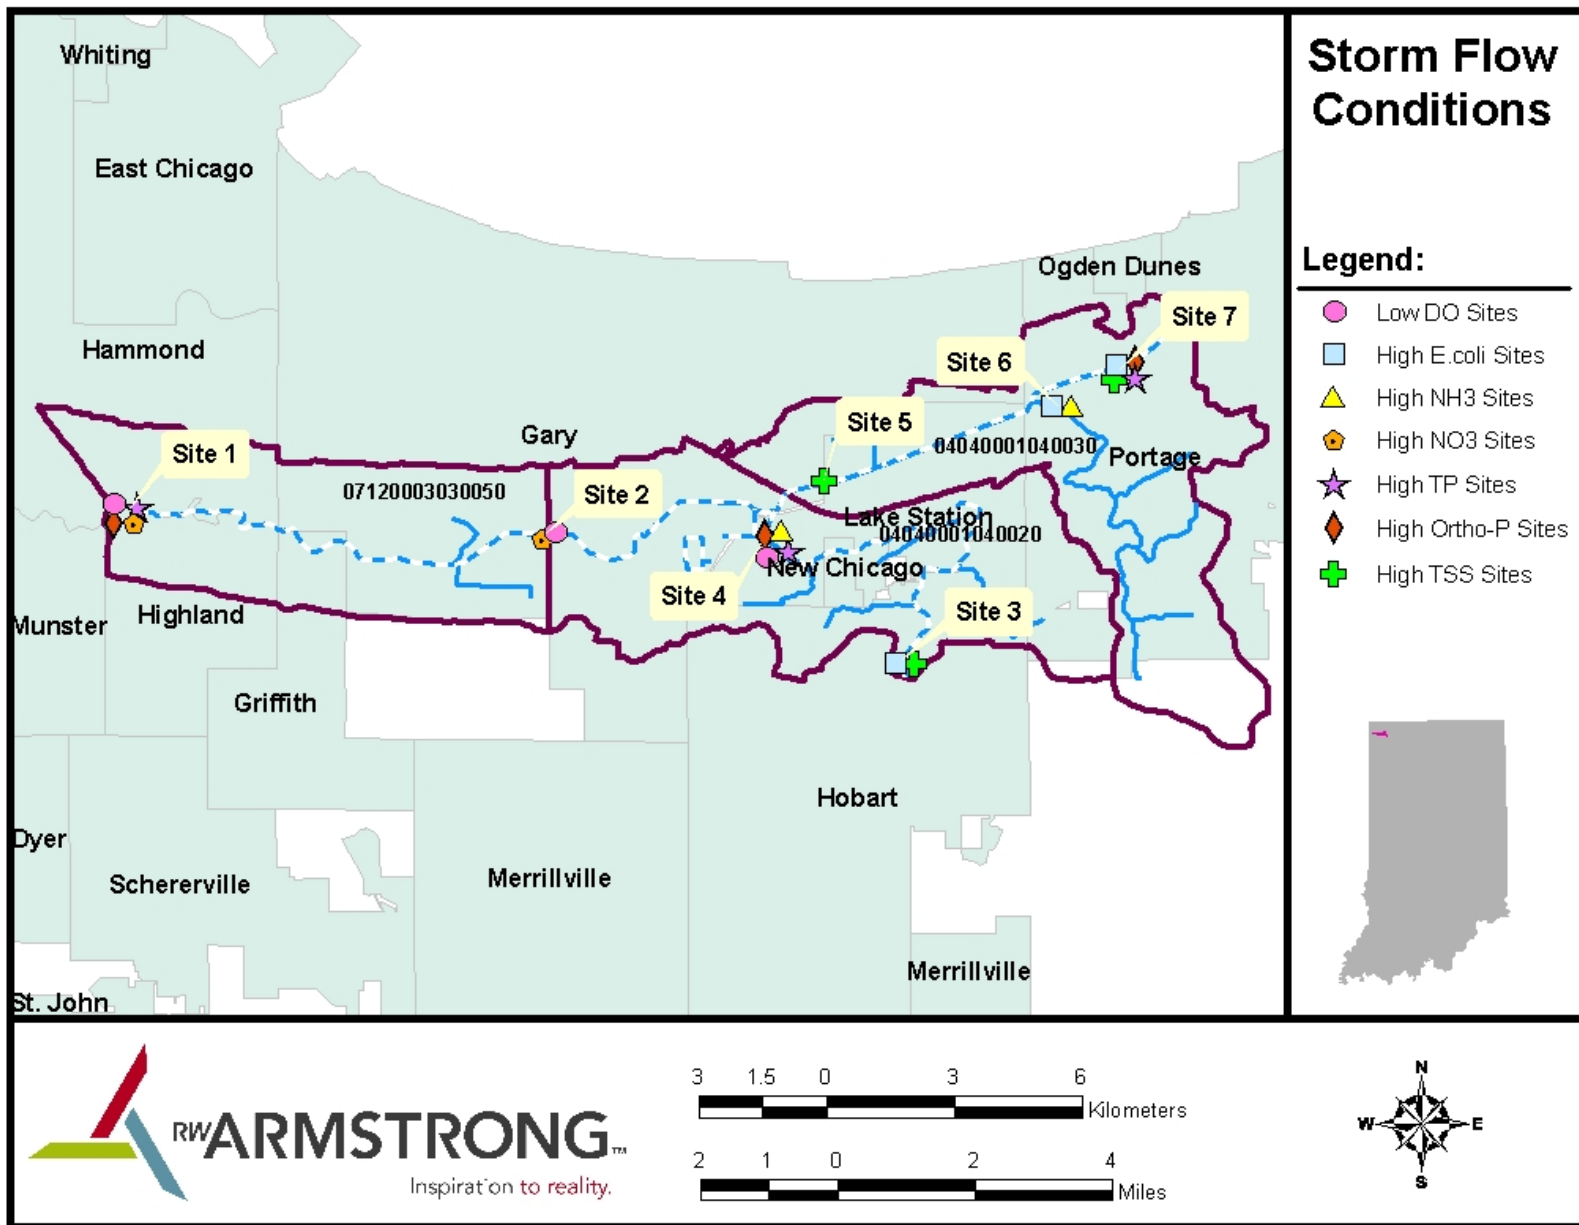 Storm Flow
Conditions
Legend:
Low DO Sites
High E.coli Sites
High NH3 Sites
High NO3 Sites
High TP Sites
High Ortho-P Sites
High TSS Sites
Whiting
East Chicago
Hammond
Ogden Dunes
Site 7
Site 6
Site 5
Gary
Site 1
04040001040030
Portage
07120003030050
Site 2
Lake Station
04040001040020
New Chicago
Site 4
Site 3
Highland
Munster
Griffith
Hobart
Dyer
Schererville
Merrillville
Merrillville
St. John
RW ARMSTRONG™
Inspiration to reality.
3 1.5 0 3 6
Kilometers
2 1 0 2 4
Miles
N
W E
S